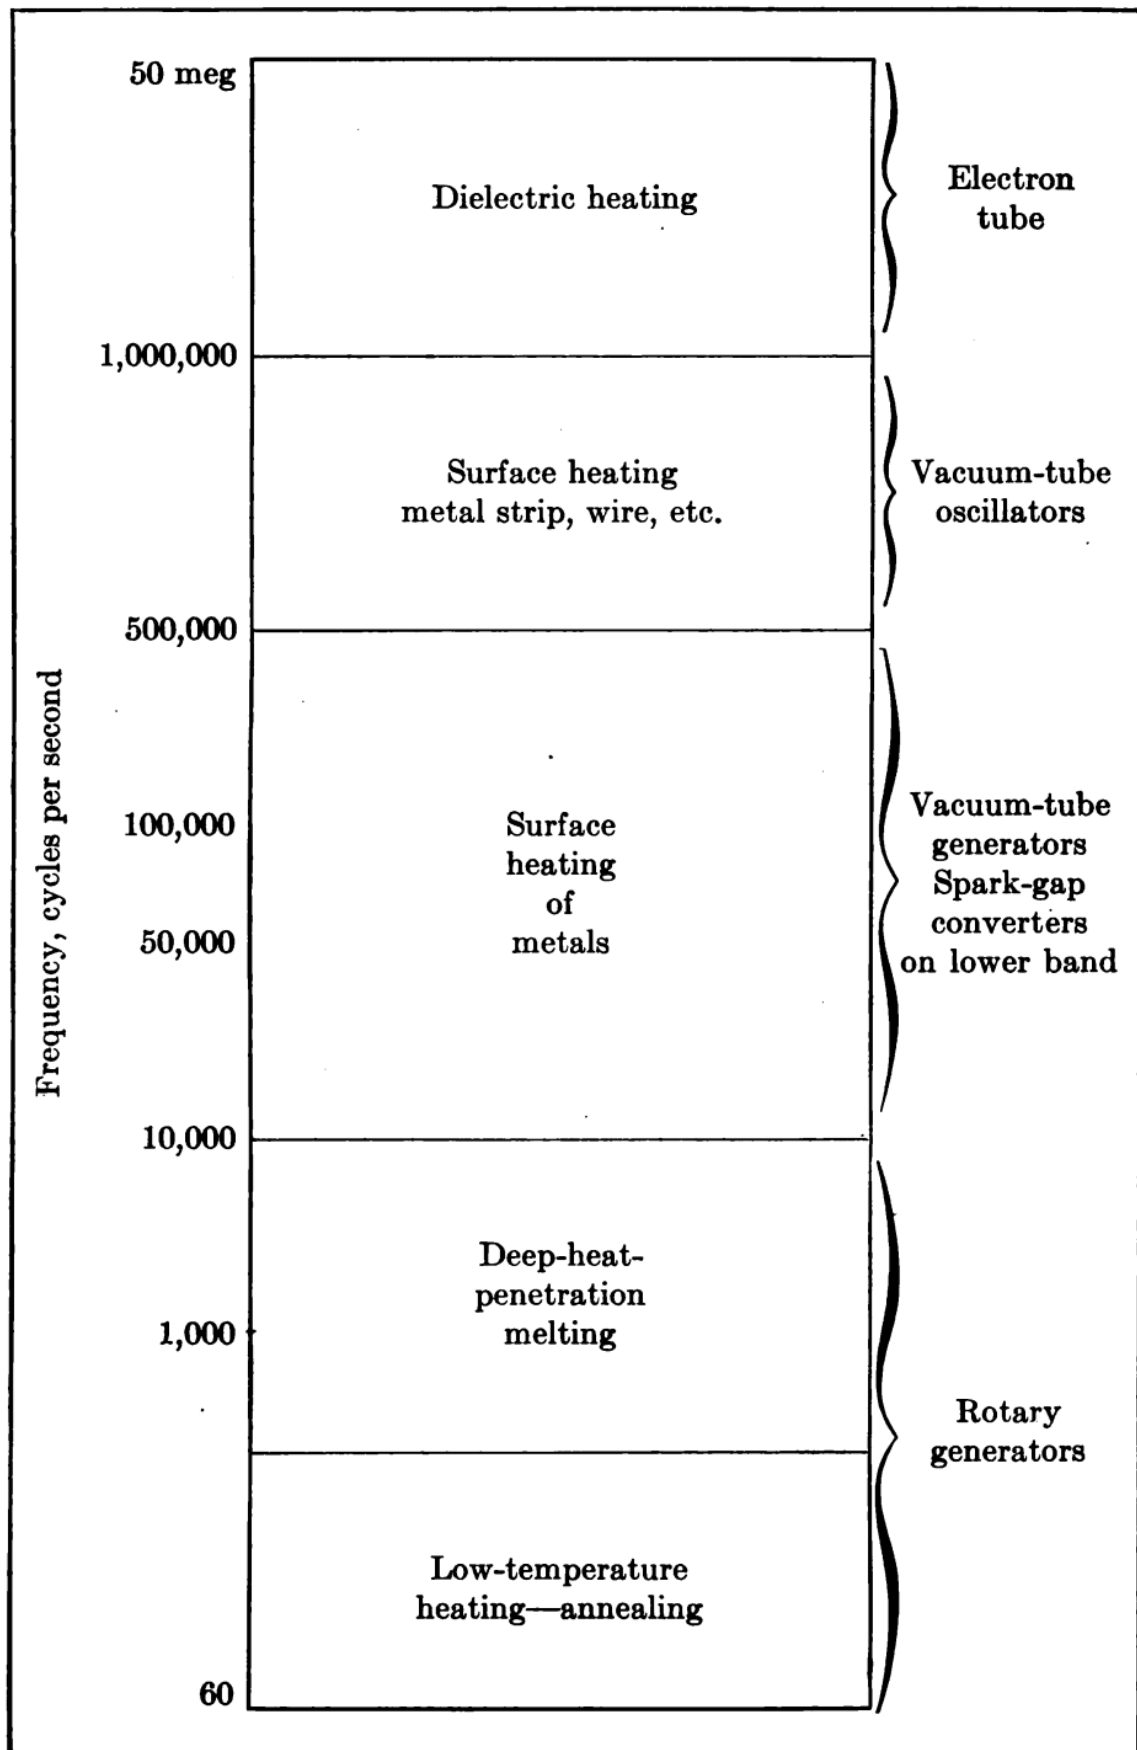 50 meg
Dielectric heating
Electron
tube
1,000,000
Surface heating
metal strip, wire, etc.
Vacuum-tube
oscillators
500,000
Frequency, cycles per second
100,000
50,000
Surface
heating
of
metals
Vacuum-tube
generators
Spark-gap
converters
on lower band
10,000
Deep-heat-
penetration
melting
1,000
Rotary
generators
Low-temperature
heating—annealing
60